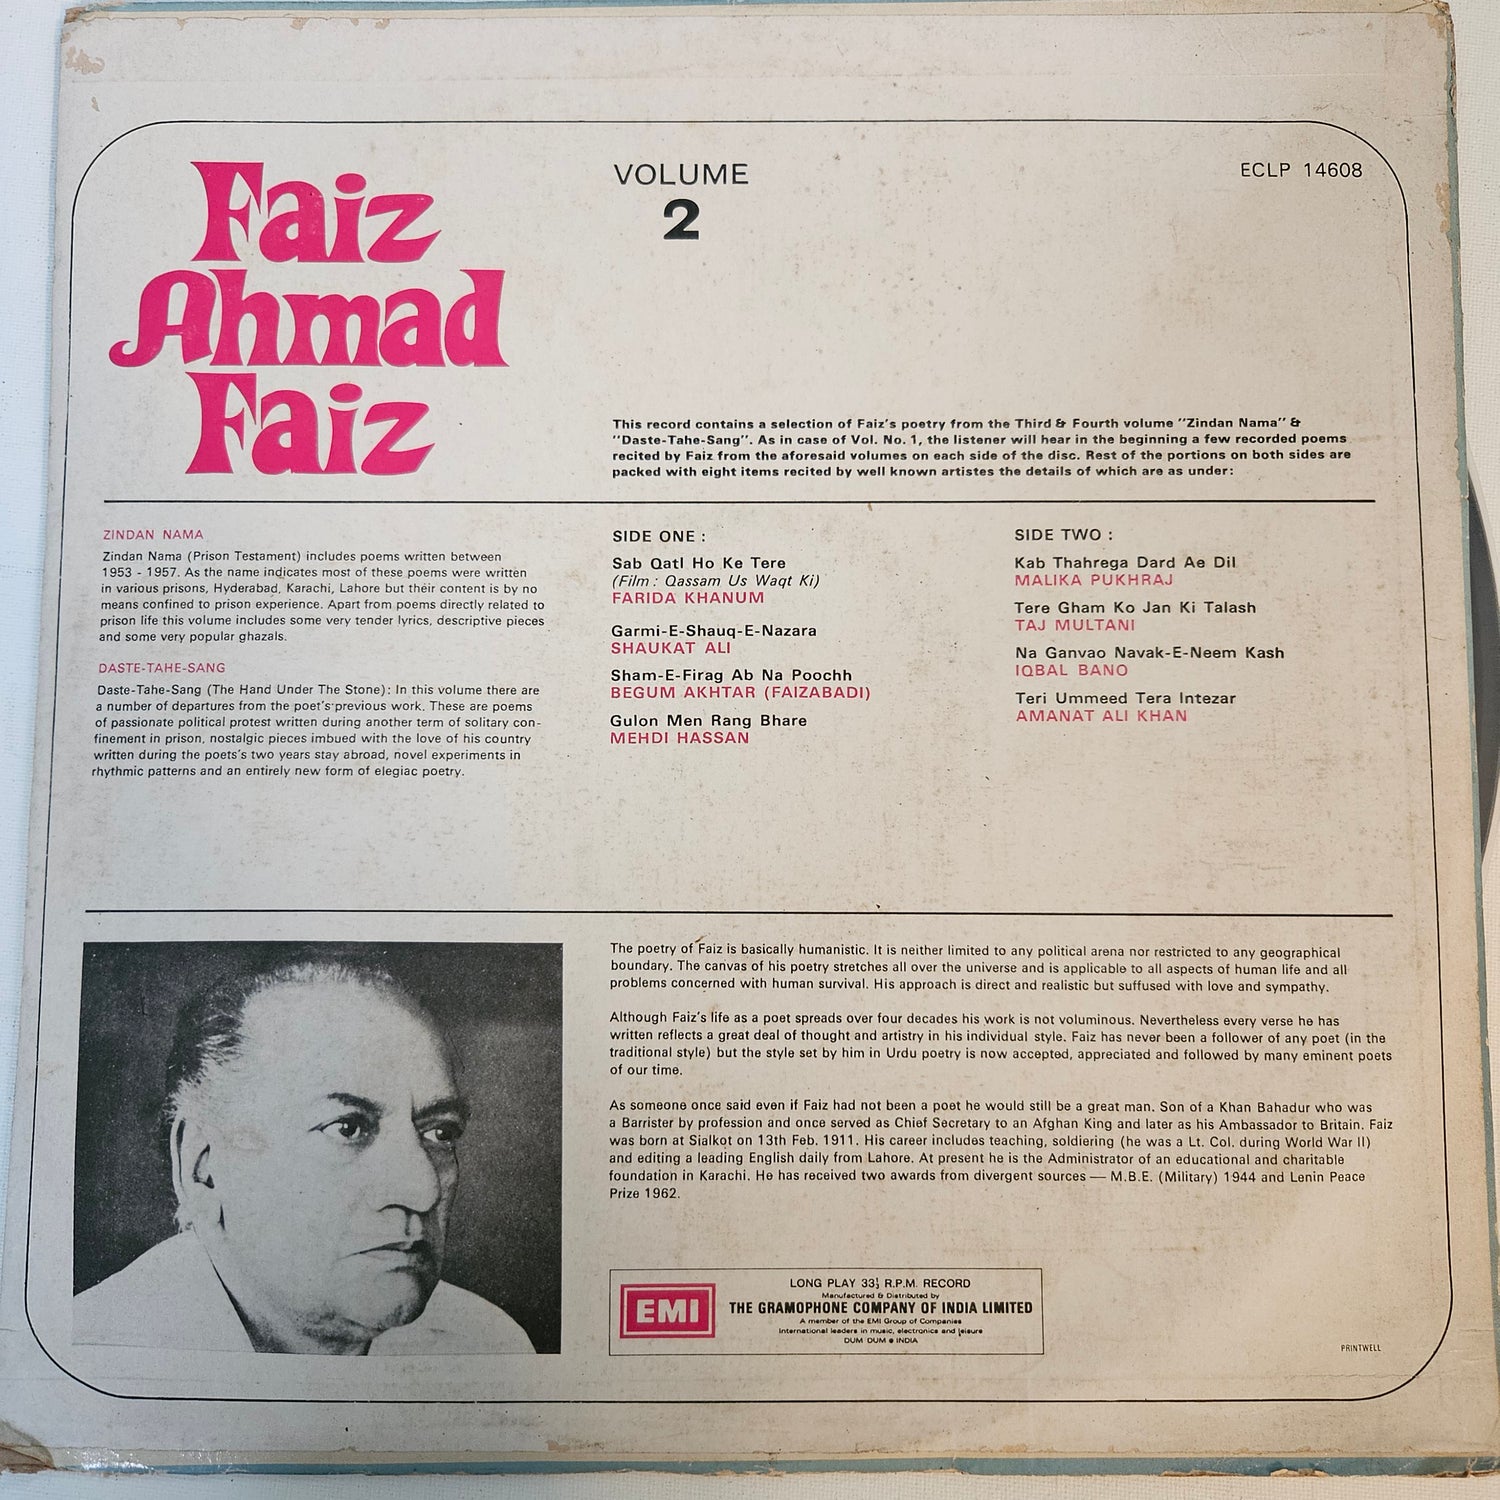 Faiz
Ahmad
Faiz
VOLUME
2
ECLP 14608
This record contains a selection of Faiz's poetry from the Third & Fourth volume "Zindan Nama" &
"Daste-Tahe-Sang". As in case of Vol. No. 1, the listener will hear in the beginning a few recorded poems
recited by Faiz from the aforesaid volumes on each side of the disc. Rest of the portions on both sides are
packed with eight items recited by well known artistes the details of which are as under:
ZINDAN NAMA
Zindan Nama (Prison Testament) includes poems written between
1953 - 1957. As the name indicates most of these poems were written
in various prisons, Hyderabad, Karachi, Lahore but their content is by no
means confined to prison experience. Apart from poems directly related to
prison life this volume includes some very tender lyrics, descriptive pieces
and some very popular ghazals.
DASTE-TAHE-SANG
Daste-Tahe-Sang (The Hand Under The Stone): In this volume there are
a number of departures from the poet's previous work. These are poems
of passionate political protest written during another term of solitary con-
finement in prison, nostalgic pieces imbued with the love of his country
written during the poets's two years stay abroad, novel experiments in
rhythmic patterns and an entirely new form of elegiac poetry.
SIDE ONE :
Sab Qatl Ho Ke Tere
(Film : Qassam Us Waqt Ki)
FARIDA KHANUM
Garmi-E-Shauq-E-Nazara
SHAUKAT ALI
Sham-E-Firag Ab Na Poochh
BEGUM AKHTAR (FAIZABADI)
Gulon Men Rang Bhare
MEHDI HASSAN
SIDE TWO :
Kab Thahrega Dard Ae Dil
MALIKA PUKHRAJ
Tere Gham Ko Jan Ki Talash
TAJ MULTANI
Na Ganvao Navak-E-Neem Kash
IQBAL BANO
Teri Ummeed Tera Intezar
AMANAT ALI KHAN
The poetry of Faiz is basically humanistic. It is neither limited to any political arena nor restricted to any geographical
boundary. The canvas of his poetry stretches all over the universe and is applicable to all aspects of human life and all
problems concerned with human survival. His approach is direct and realistic but suffused with love and sympathy.
Although Faiz's life as a poet spreads over four decades his work is not voluminous. Nevertheless every verse he has
written reflects a great deal of thought and artistry in his individual style. Faiz has never been a follower of any poet (in the
traditional style) but the style set by him in Urdu poetry is now accepted, appreciated and followed by many eminent poets
of our time.
As someone once said even if Faiz had not been a poet he would still be a great man. Son of a Khan Bahadur who was
a Barrister by profession and once served as Chief Secretary to an Afghan King and later as his Ambassador to Britain. Faiz
was born at Sialkot on 13th Feb. 1911. His career includes teaching, soldiering (he was a Lt. Col. during World War II)
and editing a leading English daily from Lahore. At present he is the Administrator of an educational and charitable
foundation in Karachi. He has received two awards from divergent sources — M.B.E. (Military) 1944 and Lenin Peace
Prize 1962.
EMI
LONG PLAY 33⅓ R.P.M. RECORD
Manufactured & Distributed by
THE GRAMOPHONE COMPANY OF INDIA LIMITED
A member of the EMI Group of Companies
International leaders in music, electronics and leisure
DUM DUM ● INDIA
PRINTWELL